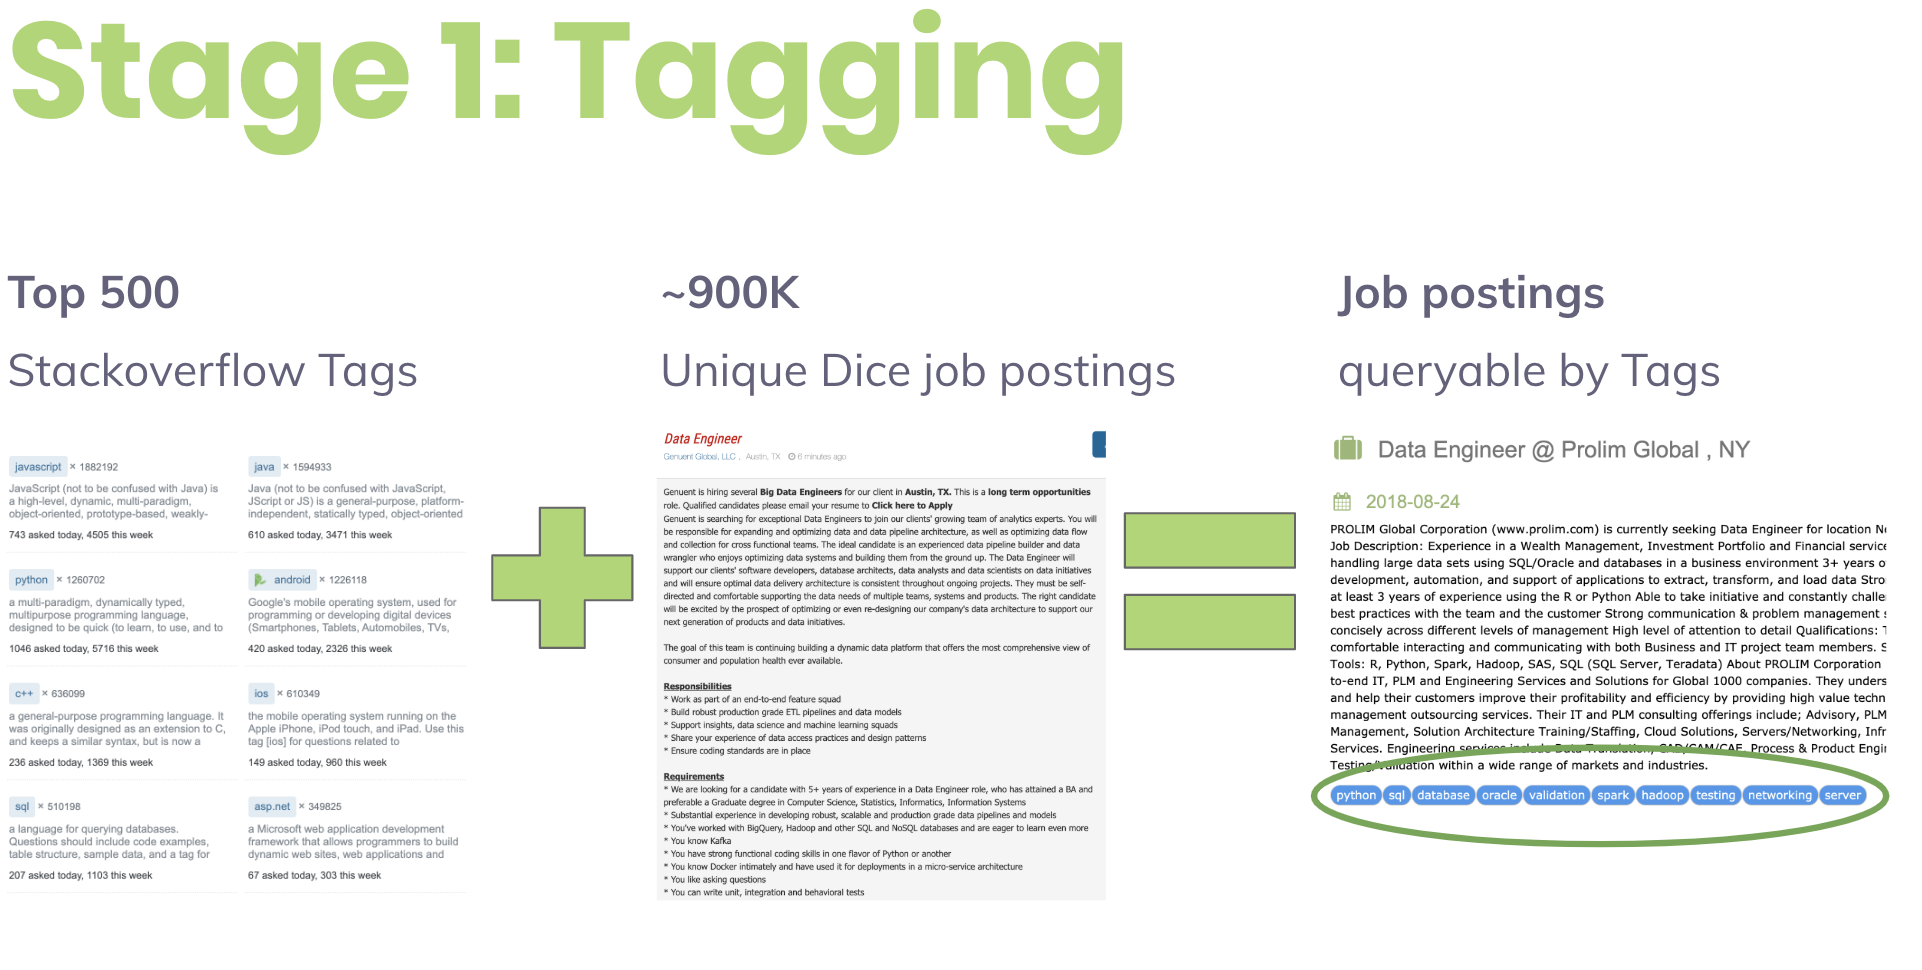 Stage 1: Tagging
Top 500
Stackoverflow Tags
javascript × 1882192
JavaScript (not to be confused with Java) is
a high-level, dynamic, multi-paradigm,
object-oriented, prototype-based, weakly-
743 asked today, 4505 this week
java × 1594933
Java (not to be confused with JavaScript,
JScript or JS) is a general-purpose, platform-
independent, statically typed, object-oriented
610 asked today, 3471 this week
python × 1260702
a multi-paradigm, dynamically typed,
multipurpose programming language,
designed to be quick (to learn, to use, and to
1046 asked today, 5716 this week
android × 1226118
Google's mobile operating system, used for
programming or developing digital devices
(Smartphones, Tablets, Automobiles, TVs,
420 asked today, 2326 this week
c++ × 636099
a general-purpose programming language. It
was originally designed as an extension to C,
and keeps a similar syntax, but is now a
236 asked today, 1369 this week
ios × 610349
the mobile operating system running on the
Apple iPhone, iPod touch, and iPad. Use this
tag [ios] for questions related to
149 asked today, 960 this week
sql × 510198
a language for querying databases.
Questions should include code examples,
table structure, sample data, and a tag for
207 asked today, 1103 this week
asp.net × 349825
a Microsoft web application development
framework that allows programmers to build
dynamic web sites, web applications and
67 asked today, 303 this week
~900K
Unique Dice job postings
Data Engineer
Genuent Global, LLC , Austin, TX 6 minutes ago
Genuent is hiring several Big Data Engineers for our client in Austin, TX. This is a long term opportunities
role. Qualified candidates please email your resume to Click here to Apply
Genuent is searching for exceptional Data Engineers to join our clients' growing team of analytics experts. You will
be responsible for expanding and optimizing data and data pipeline architecture, as well as optimizing data flow
and collection for cross functional teams. The ideal candidate is an experienced data pipeline builder and data
wrangler who enjoys optimizing data systems and building them from the ground up. The Data Engineer will
support our clients' software developers, database architects, data analysts and data scientists on data initiatives
and will ensure optimal data delivery architecture is consistent throughout ongoing projects. They must be self-
directed and comfortable supporting the data needs of multiple teams, systems and products. The right candidate
will be excited by the prospect of optimizing or even re-designing our company's data architecture to support our
next generation of products and data initiatives.
The goal of this team is continuing building a dynamic data platform that offers the most comprehensive view of
consumer and population health ever available.
Responsibilities
* Work as part of an end-to-end feature squad
* Build robust production grade ETL pipelines and data models
* Support insights, data science and machine learning squads
* Share your experience of data access practices and design patterns
* Ensure coding standards are in place
Requirements
* We are looking for a candidate with 5+ years of experience in a Data Engineer role, who has attained a BA and
preferable a Graduate degree in Computer Science, Statistics, Informatics, Information Systems
* Substantial experience in developing robust, scalable and production grade data pipelines and models
* You've worked with BigQuery, Hadoop and other SQL and NoSQL databases and are eager to learn even more
* You know Kafka
* You have strong functional coding skills in one flavor of Python or another
* You know Docker intimately and have used it for deployments in a micro-service architecture
* You like asking questions
* You can write unit, integration and behavioral tests
Job postings
queryable by Tags
Data Engineer @ Prolim Global , NY
2018-08-24
PROLIM Global Corporation (www.prolim.com) is currently seeking Data Engineer for location
Job Description: Experience in a Wealth Management, Investment Portfolio and Financial service
handling large data sets using SQL/Oracle and databases in a business environment 3+ years o
development, automation, and support of applications to extract, transform, and load data Stro
at least 3 years of experience using the R or Python Able to take initiative and constantly challe
best practices with the team and the customer Strong communication & problem management
concisely across different levels of management High level of attention to detail Qualifications:
comfortable interacting and communicating with both Business and IT project team members. S
Tools: R, Python, Spark, Hadoop, SAS, SQL (SQL Server, Teradata) About PROLIM Corporation
to-end IT, PLM and Engineering Services and Solutions for Global 1000 companies. They unders
and help their customers improve their profitability and efficiency by providing high value techn
management outsourcing services. Their IT and PLM consulting offerings include; Advisory, PLM
Management, Solution Architecture Training/Staffing, Cloud Solutions, Servers/Networking, Infr
Services. Engineering services include Data Translation, CAD/CAM/CAE, Process & Product Engi
Testing/Validation within a wide range of markets and industries.
python sql database oracle validation spark hadoop testing networking server